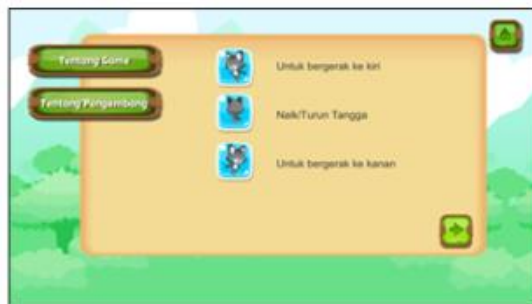 Tentang Game
Tentang Pengembang
Untuk bergerak ke kiri
Naik/Turun Tangga
Untuk bergerak ke kanan